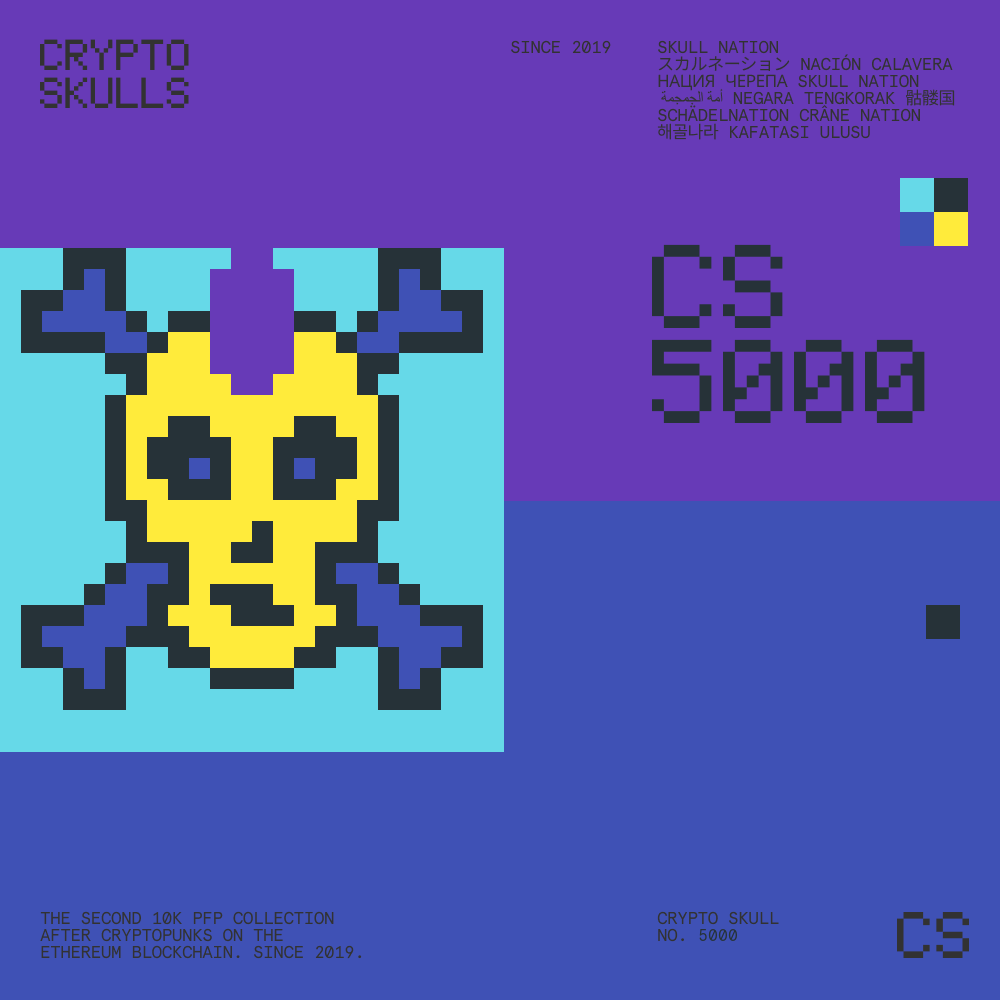 CRYPTO
SKULLS
SINCE 2019
SKULL NATION
スカルネーション NACIÓN CALAVERA
НАЦИЯ ЧЕРЕПА SKULL NATION
أمة الجمجمة NEGARA TENGKORAK 骷髅国
SCHÄDELNATION CRÂNE NATION
해골나라 KAFATASI ULUSU
CS
5000
THE SECOND 10K PFP COLLECTION
AFTER CRYPTOPUNKS ON THE
ETHEREUM BLOCKCHAIN. SINCE 2019.
CRYPTO SKULL
NO. 5000
CS